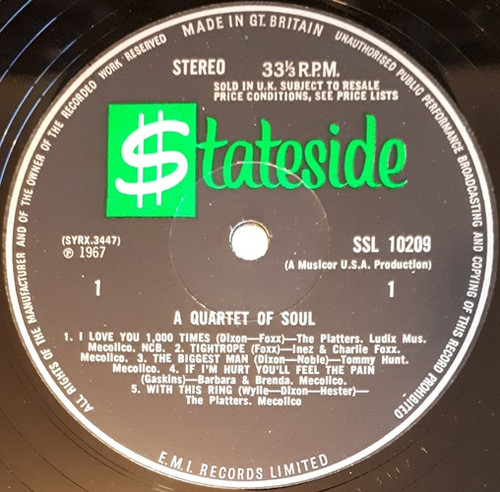 MADE IN GT. BRITAIN
UNAUTHORISED PUBLIC PERFORMANCE BROADCASTING AND COPYING OF THIS RECORD PROHIBITED
ALL RIGHTS OF THE MANUFACTURER AND OF THE OWNER OF THE RECORDED WORK RESERVED
STEREO 33⅓ R.P.M.
SOLD IN U.K. SUBJECT TO RESALE
PRICE CONDITIONS, SEE PRICE LISTS
$tateside
(SYRX.3447)
℗ 1967
SSL 10209
(A Musicor U.S.A. Production)
1 1
A QUARTET OF SOUL
1. I LOVE YOU 1,000 TIMES (Dixon—Foxx)—The Platters. Ludix Mus.
Mecolico. NCB. 2. TIGHTROPE (Foxx)—Inez & Charlie Foxx.
Mecolico. 3. THE BIGGEST MAN (Dixon—Noble)—Tommy Hunt.
Mecolico. 4. IF I'M HURT YOU'LL FEEL THE PAIN
(Gaskins)—Barbara & Brenda. Mecolico.
5. WITH THIS RING (Wylie—Dixon—Hester)—
The Platters. Mecolico
E.M.I. RECORDS LIMITED